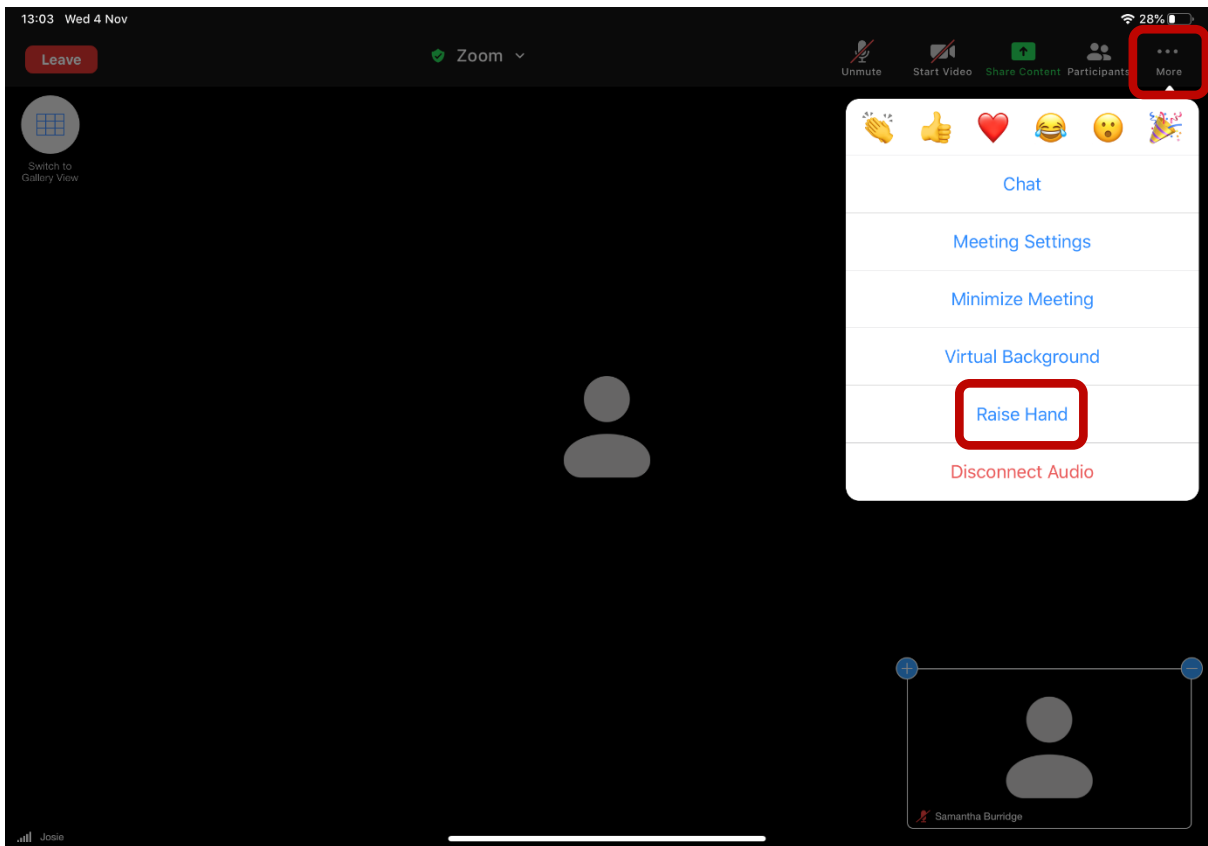 13:03 Wed 4 Nov
28%
Leave
Zoom
Unmute
Start Video
Share Content
Participants
More
Switch to
Gallery View
Chat
Meeting Settings
Minimize Meeting
Virtual Background
Raise Hand
Disconnect Audio
Samantha Burridge
Josie